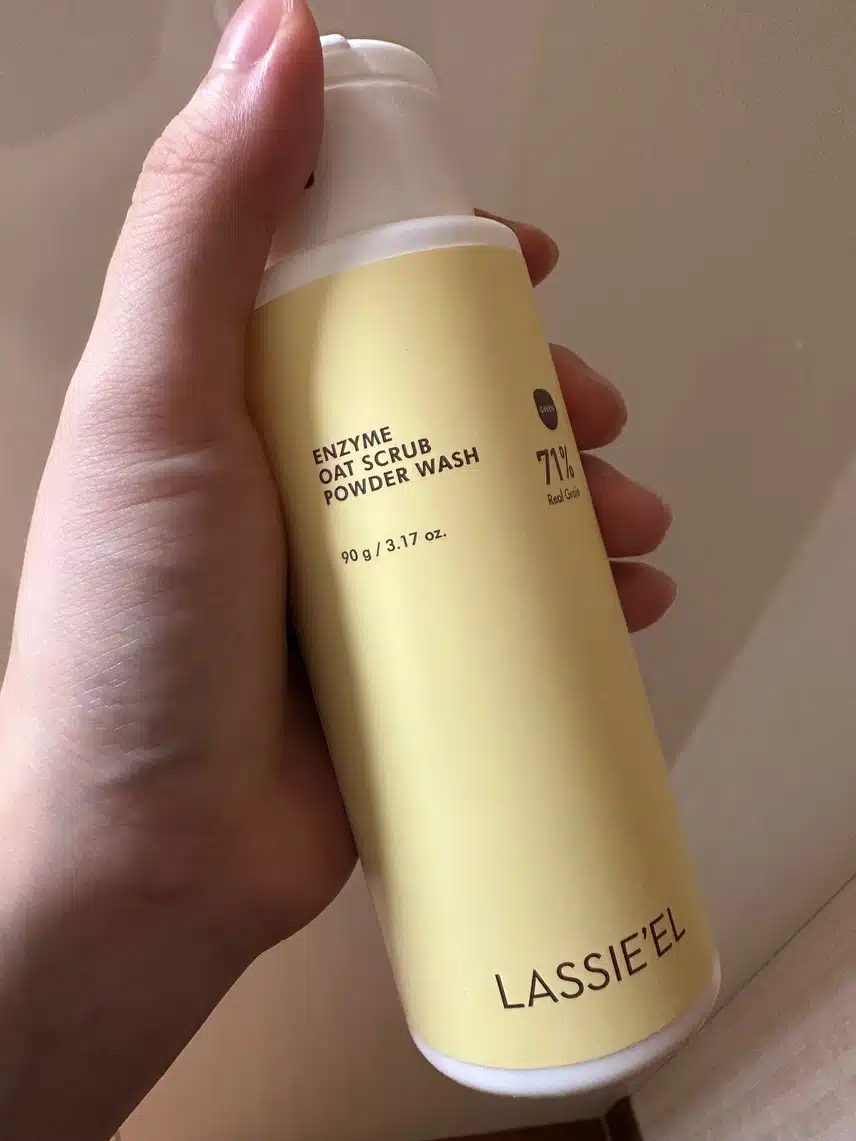 ENZYME
OAT SCRUB
POWDER WASH
90 g / 3.17 oz.
71%
Real Grain
LASSIE'EL